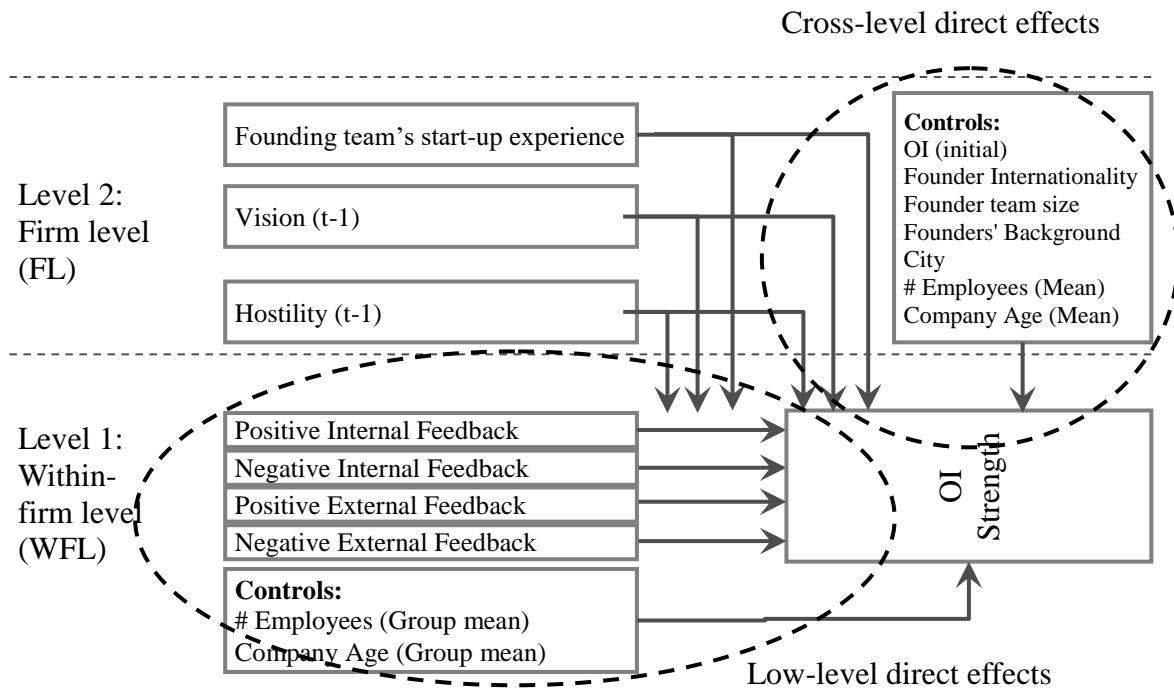 Cross-level direct effects
Level 2:
Firm level
(FL)
Founding team’s start-up experience
Vision (t-1)
Hostility (t-1)
Controls:
OI (initial)
Founder Internationality
Founder team size
Founders' Background
City
# Employees (Mean)
Company Age (Mean)
Level 1:
Within-
firm level
(WFL)
Positive Internal Feedback
Negative Internal Feedback
Positive External Feedback
Negative External Feedback
Controls:
# Employees (Group mean)
Company Age (Group mean)
OI
Strength
Low-level direct effects